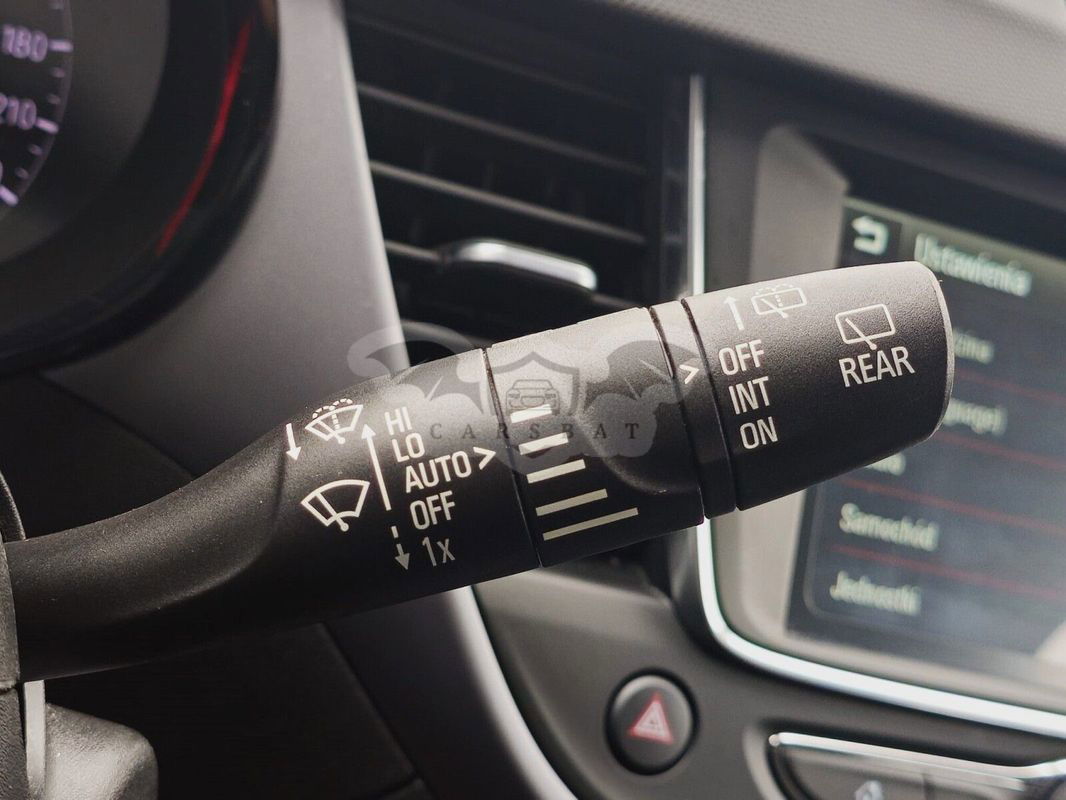 180
210
Ustawienia
Samochód
Jednostki
HI
LO
AUTO
OFF
1x
CARSBAT
OFF
INT
ON
REAR